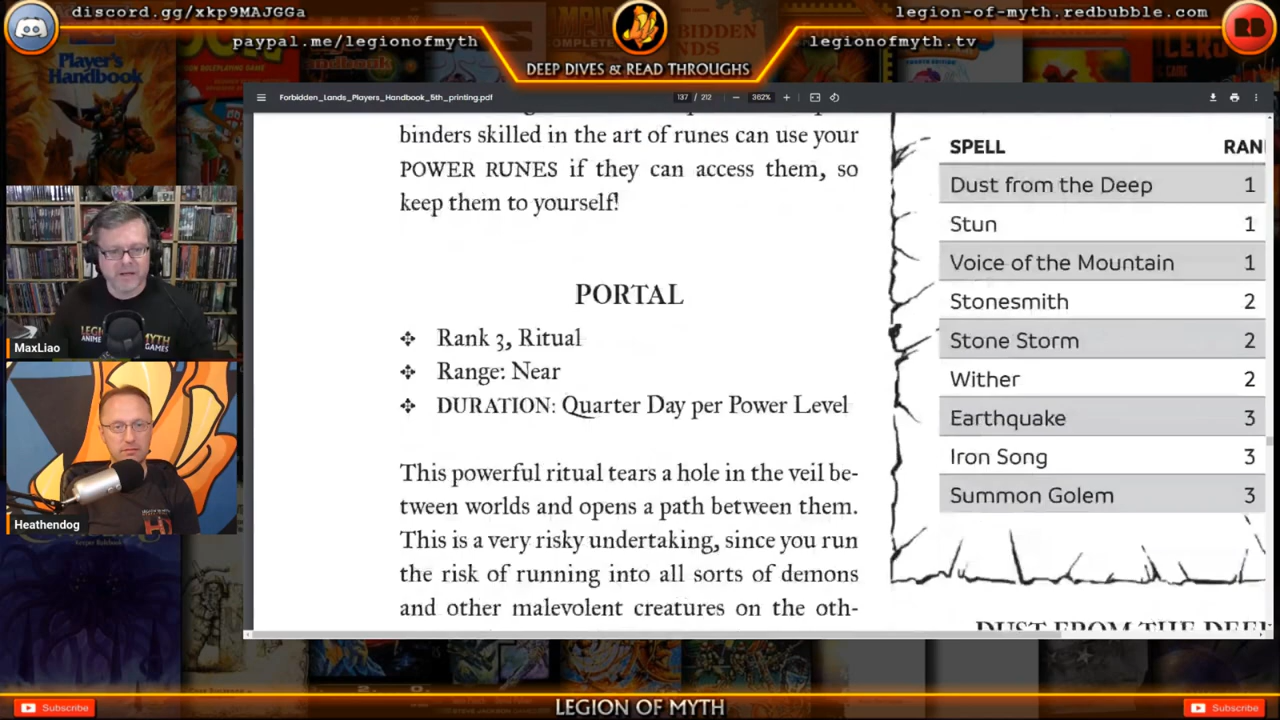 discord.gg/xkp9MAJGGa
paypal.me/legionofmyth
DEEP DIVES & READ THROUGHS
legion-of-myth.redbubble.com
legionofmyth.tv
Player's
Handbook
Forbidden_Lands_Players_Handbook_5th_printing.pdf
137 / 212
362%
binders skilled in the art of runes can use your
POWER RUNES if they can access them, so
keep them to yourself!
PORTAL
Rank 3, Ritual
Range: Near
DURATION: Quarter Day per Power Level
This powerful ritual tears a hole in the veil be-
tween worlds and opens a path between them.
This is a very risky undertaking, since you run
the risk of running into all sorts of demons
and other malevolent creatures on the oth-
SPELL RAN
Dust from the Deep 1
Stun 1
Voice of the Mountain 1
Stonesmith 2
Stone Storm 2
Wither 2
Earthquake 3
Iron Song 3
Summon Golem 3
MaxLiao
Heathendog
Subscribe
LEGION OF MYTH
Subscribe